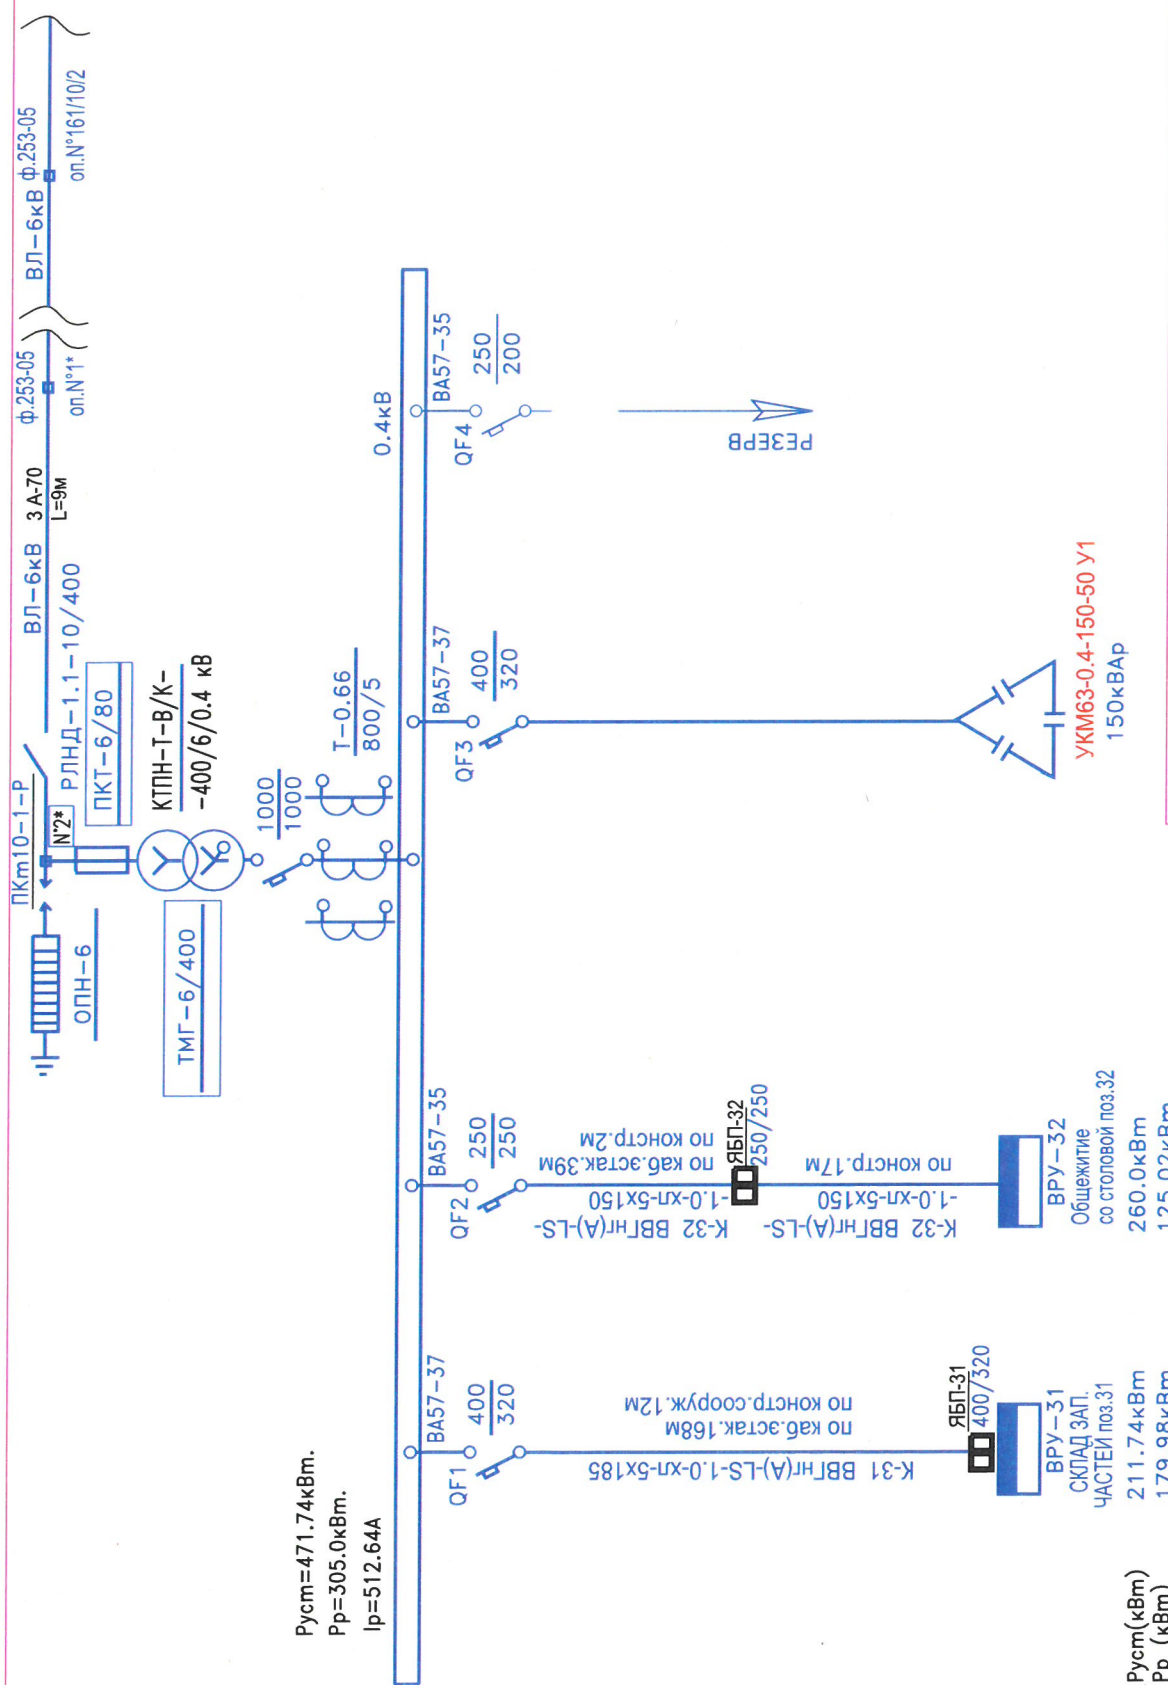 ВЛ-6кВ ф.253-05
оп.№161/10/2
ф.253-05
оп.№1*
ВЛ-6кВ 3 А-70
L=9м
РЛНД-1.1-10/400
ПКТ-6/80
ПКт10-1-Р
№2*
ОПН-6
ТМГ-6/400
КТПН-Т-В/К-
-400/6/0.4 кВ
1000
1000
Т-0.66
800/5
0.4кВ
Руст=471.74кВт.
Рр=305.0кВт.
Iр=512.64А
ВА57-37
QF1
400
320
К-31 ВВГнг(А)-LS-1.0-хл-5х185
по каб.эстак.168м
по констр.сооруж.12м
ЯБП-31
400/320
ВРУ-31
СКЛАД ЗАП.
ЧАСТЕЙ поз.31
211.74кВт
179.98кВт
ВА57-35
QF2
250
250
К-32 ВВГнг(А)-LS-
-1.0-хл-5х150
по каб.эстак.39м
по констр.2м
ЯБП-32
250/250
К-32 ВВГнг(А)-LS-
-1.0-хл-5х150
по констр.17м
ВРУ-32
Общежитие
со столовой поз.32
260.0кВт
125.02кВт
ВА57-37
QF3
400
320
УКМ63-0.4-150-50 У1
150кВАр
ВА57-35
QF4
250
200
РЕЗЕРВ
Руст(кВт)
Рр (кВт)